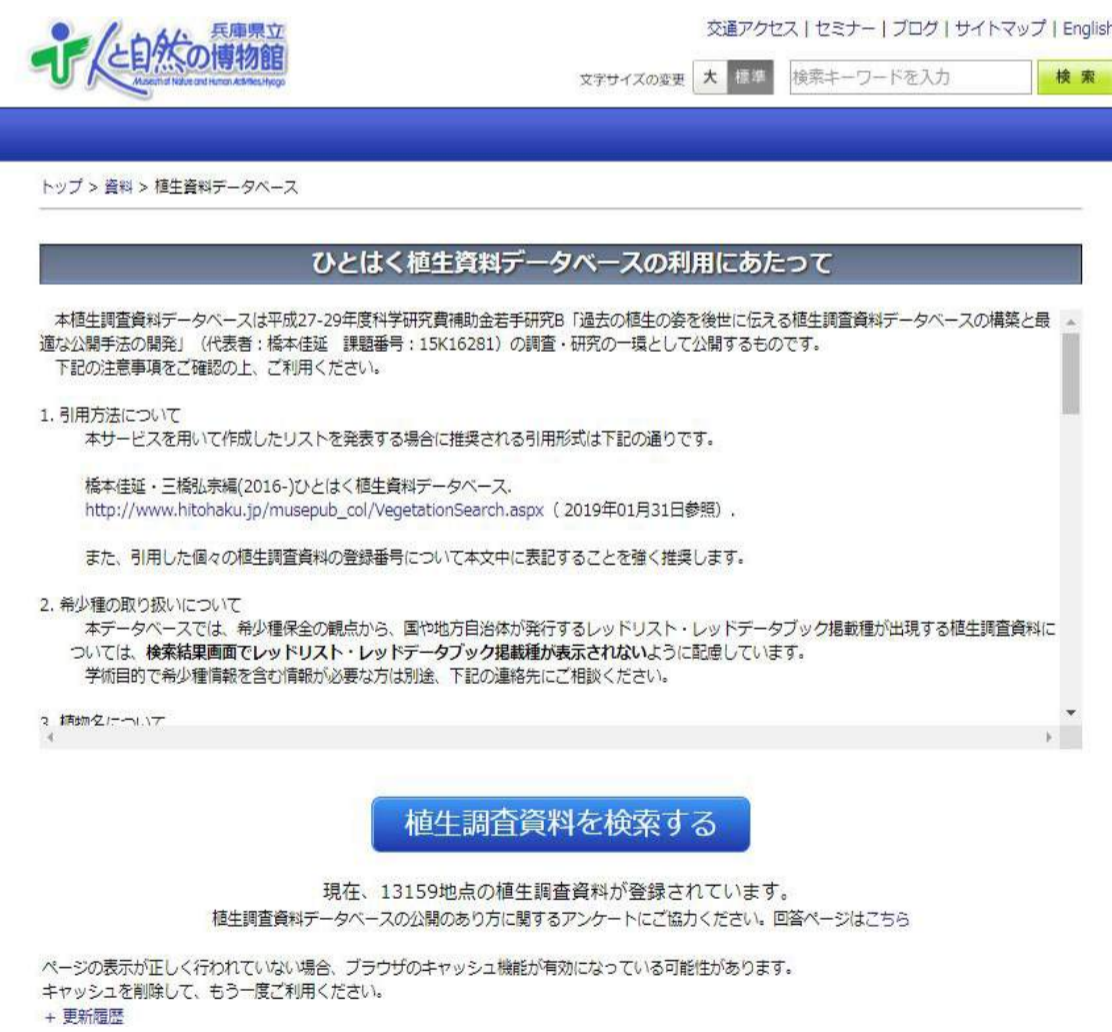 兵庫県立
人と自然の博物館
Museum of Nature and Human Activities, Hyogo
交通アクセス | セミナー | ブログ | サイトマップ | English
文字サイズの変更 大 標準 検索キーワードを入力 検 索
トップ > 資料 > 植生資料データベース
ひとはく植生資料データベースの利用にあたって
本植生調査資料データベースは平成27-29年度科学研究費補助金若手研究B「過去の植生の姿を後世に伝える植生調査資料データベースの構築と最
適な公開手法の開発」（代表者：橋本佳延　課題番号：15K16281）の調査・研究の一環として公開するものです。
下記の注意事項をご確認の上、ご利用ください。
1. 引用方法について
本サービスを用いて作成したリストを発表する場合に推奨される引用形式は下記の通りです。
橋本佳延・三橋弘宗編(2016-)ひとはく植生資料データベース.
http://www.hitohaku.jp/musepub_col/VegetationSearch.aspx（ 2019年01月31日参照）.
また、引用した個々の植生調査資料の登録番号について本文中に表記することを強く推奨します。
2. 希少種の取り扱いについて
本データベースでは、希少種保全の観点から、国や地方自治体が発行するレッドリスト・レッドデータブック掲載種が出現する植生調査資料に
ついては、検索結果画面でレッドリスト・レッドデータブック掲載種が表示されないように配慮しています。
学術目的で希少種情報を含む情報が必要な方は別途、下記の連絡先にご相談ください。
3. 植物名について
植生調査資料を検索する
現在、13159地点の植生調査資料が登録されています。
植生調査資料データベースの公開のあり方に関するアンケートにご協力ください。回答ページはこちら
ページの表示が正しく行われていない場合、ブラウザのキャッシュ機能が有効になっている可能性があります。
キャッシュを削除して、もう一度ご利用ください。
+ 更新履歴